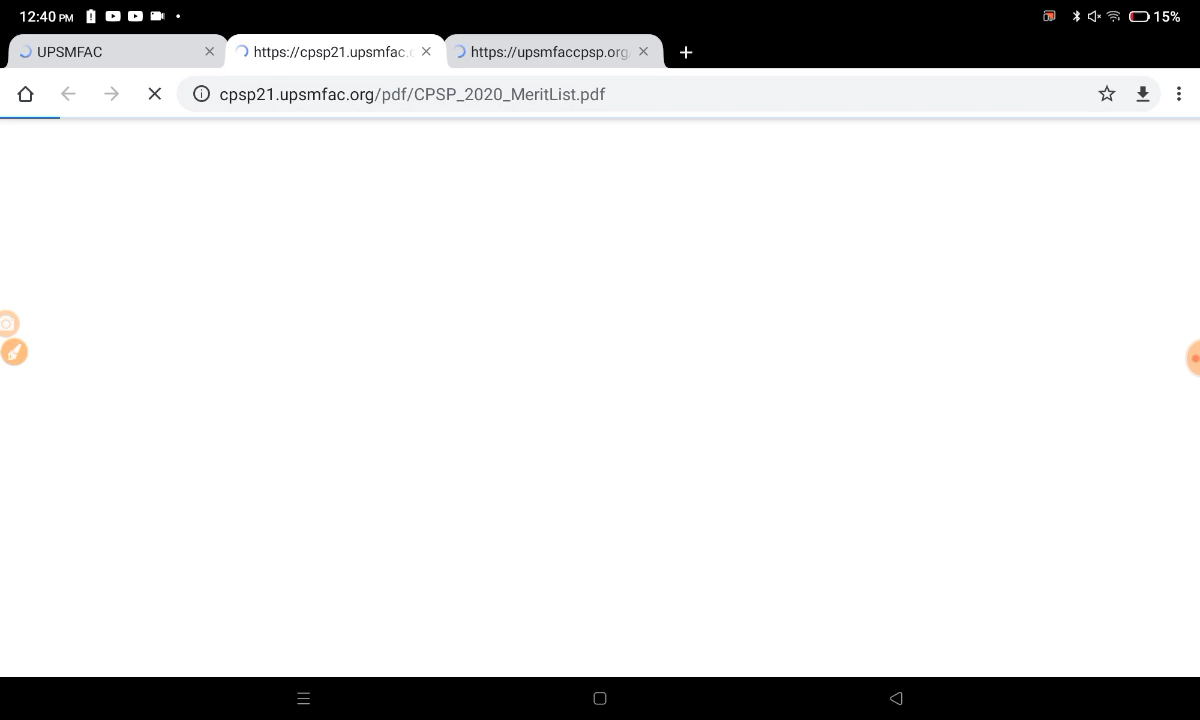 12:40 PM
15%
UPSMFAC
https://cpsp21.upsmfac.
https://upsmfaccpsp.org
cpsp21.upsmfac.org/pdf/CPSP_2020_MeritList.pdf